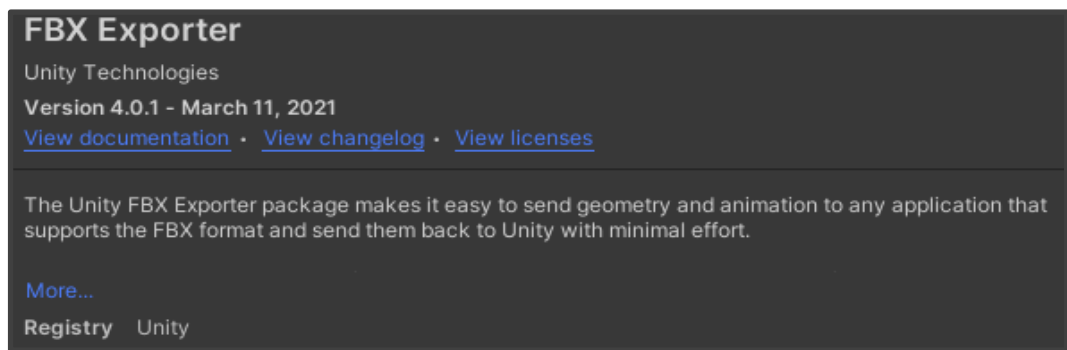 FBX Exporter
Unity Technologies
Version 4.0.1 - March 11, 2021
View documentation • View changelog • View licenses
The Unity FBX Exporter package makes it easy to send geometry and animation to any application that
supports the FBX format and send them back to Unity with minimal effort.
More...
Registry Unity